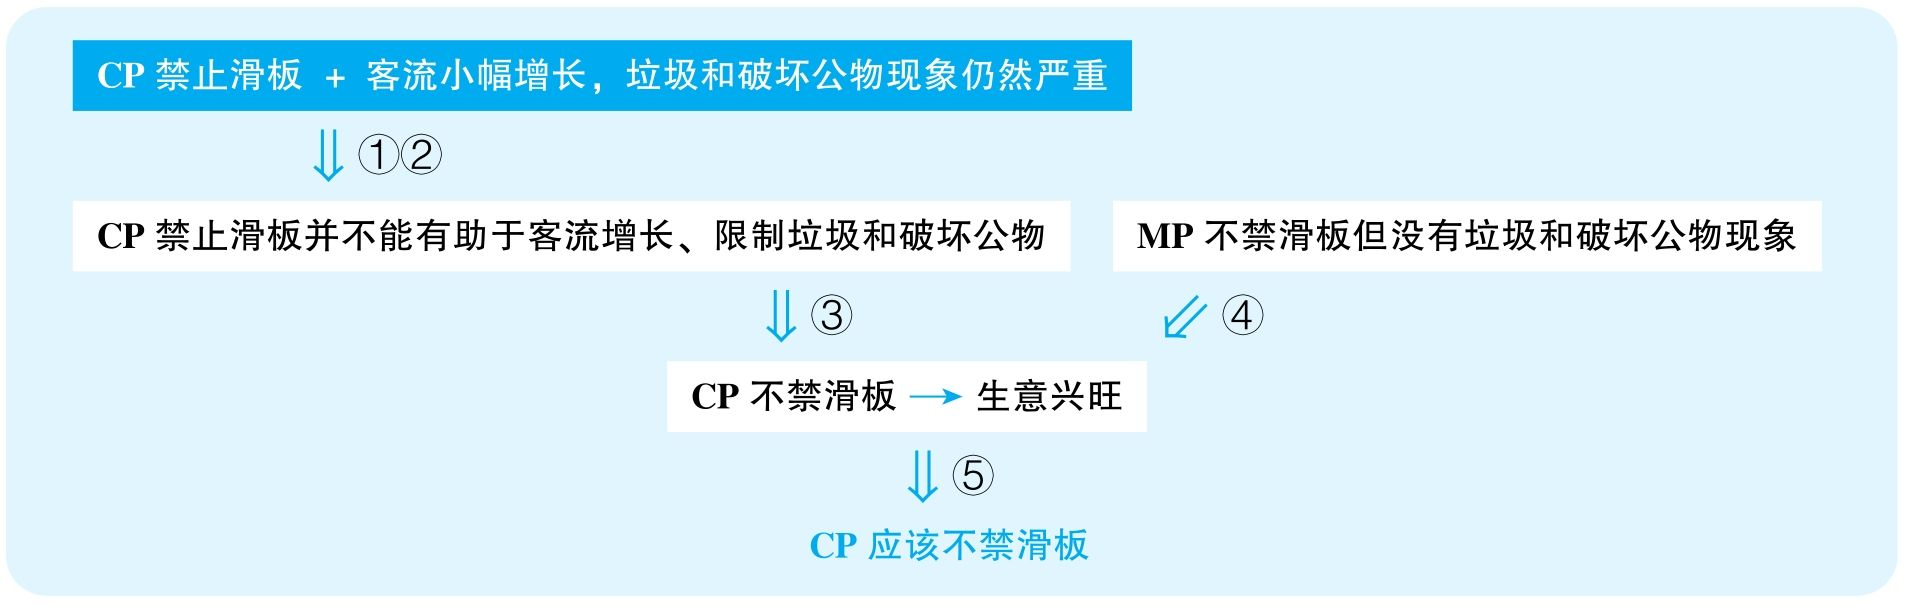 CP 禁止滑板 + 客流小幅增长，垃圾和破坏公物现象仍然严重
①②
CP 禁止滑板并不能有助于客流增长、限制垃圾和破坏公物
MP 不禁滑板但没有垃圾和破坏公物现象
③
④
CP 不禁滑板 → 生意兴旺
⑤
CP 应该不禁滑板